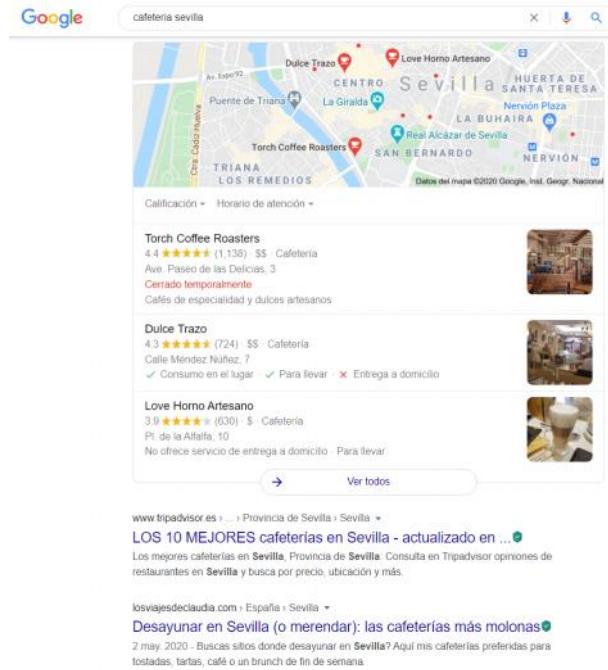 Google
cafeteria sevilla
Dulce Trazo
Love Horno Artesano
Av. Expo'92
CENTRO
Sevilla
HUERTA DE
SANTA TERESA
Puente de Triana
La Giralda
Nervión Plaza
LA BUHAIRA
Ctra. Cádiz-Huelva
Real Alcázar de Sevilla
Torch Coffee Roasters
SAN BERNARDO
NERVIÓN
TRIANA
LOS REMEDIOS
Datos del mapa ©2020 Google, Inst. Geogr. Nacional
Calificación
Horario de atención
Torch Coffee Roasters
4.4 (1,138) · $$ · Cafetería
Ave. Paseo de las Delicias, 3
Cerrado temporalmente
Cafés de especialidad y dulces artesanos
Dulce Trazo
4.3 (724) · $$ · Cafetería
Calle Méndez Núñez, 7
Consumo en el lugar · Para llevar · Entrega a domicilio
Love Horno Artesano
3.9 (630) · $ · Cafetería
Pl. de la Alfalfa, 10
No ofrece servicio de entrega a domicilio · Para llevar
Ver todos
www.tripadvisor.es › ... › Provincia de Sevilla › Sevilla
LOS 10 MEJORES cafeterías en Sevilla - actualizado en ...
Los mejores cafeterías en Sevilla, Provincia de Sevilla: Consulta en Tripadvisor opiniones de
restaurantes en Sevilla y busca por precio, ubicación y más.
losviajesdeclaudia.com › España › Sevilla
Desayunar en Sevilla (o merendar): las cafeterías más molonas
2 may. 2020 - Buscas sitios donde desayunar en Sevilla? Aquí mis cafeterías preferidas para
tostadas, tartas, café o un brunch de fin de semana.